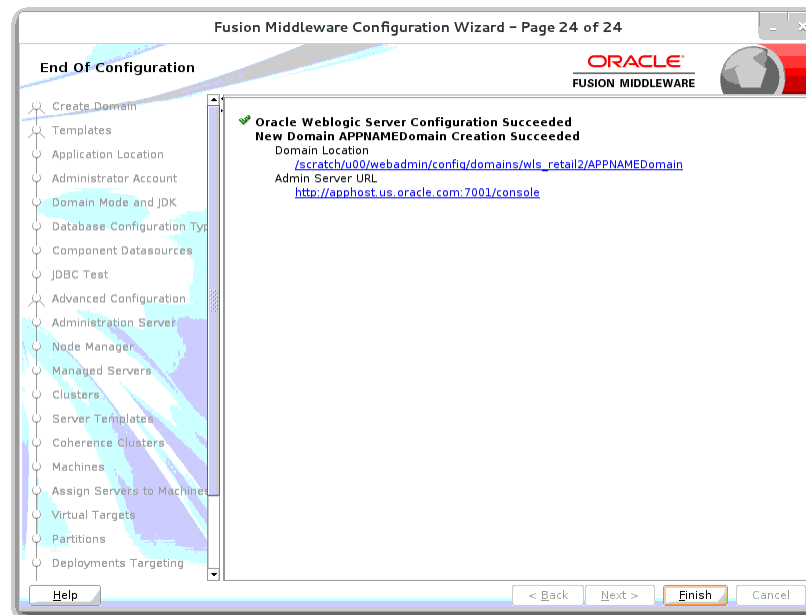 Fusion Middleware Configuration Wizard – Page 24 of 24
End Of Configuration
ORACLE
FUSION MIDDLEWARE
Create Domain
Templates
Application Location
Administrator Account
Domain Mode and JDK
Database Configuration Typ
Component Datasources
JDBC Test
Advanced Configuration
Administration Server
Node Manager
Managed Servers
Clusters
Server Templates
Coherence Clusters
Machines
Assign Servers to Machines
Virtual Targets
Partitions
Deployments Targeting
Oracle Weblogic Server Configuration Succeeded
New Domain APPNAMEDomain Creation Succeeded
Domain Location
/scratch/u00/webadmin/config/domains/wls_retail2/APPNAMEDomain
Admin Server URL
http://apphost.us.oracle.com:7001/console
Help
< Back
Next >
Finish
Cancel